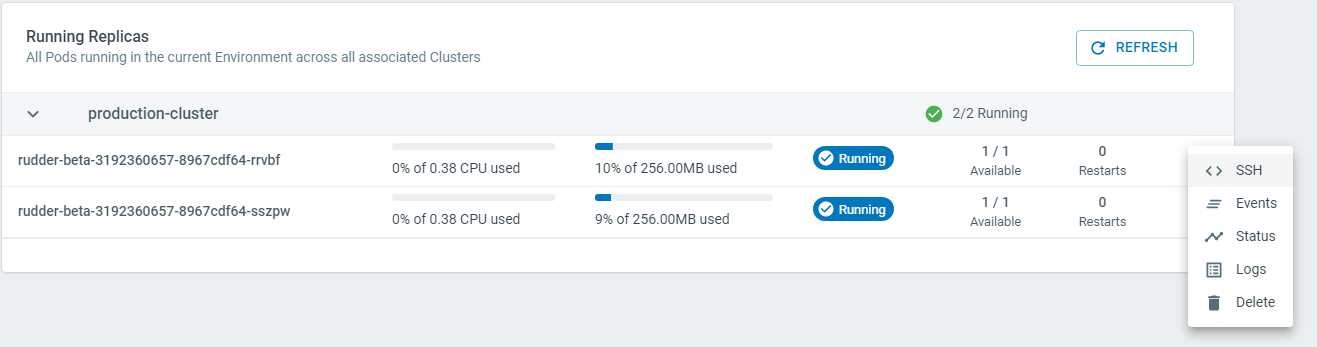 Running Replicas
All Pods running in the current Environment across all associated Clusters
REFRESH
production-cluster
2/2 Running
rudder-beta-3192360657-8967cdf64-rrvbf
0% of 0.38 CPU used
10% of 256.00MB used
Running
1 / 1
Available
0
Restarts
rudder-beta-3192360657-8967cdf64-sszpw
0% of 0.38 CPU used
9% of 256.00MB used
Running
1 / 1
Available
0
Restarts
SSH
Events
Status
Logs
Delete